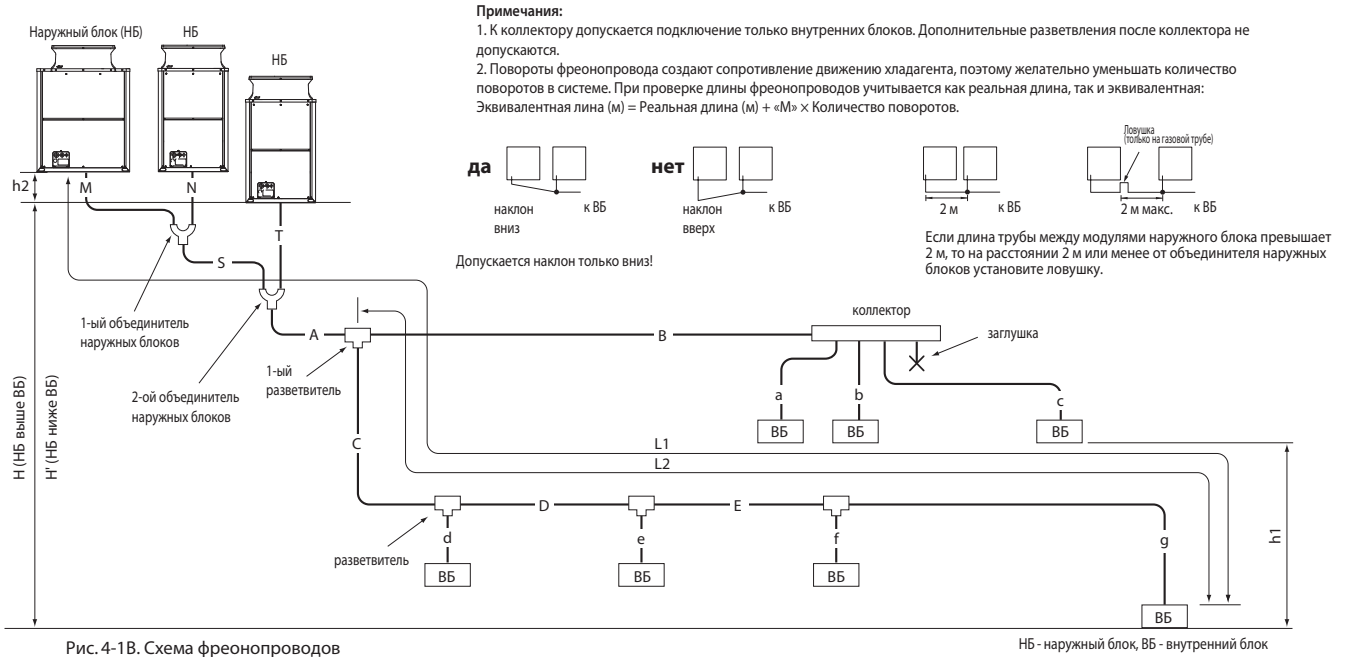 Примечания:
1. К коллектору допускается подключение только внутренних блоков. Дополнительные разветвления после коллектора не
допускаются.
2. Повороты фреонопровода создают сопротивление движению хладагента, поэтому желательно уменьшать количество
поворотов в системе. При проверке длины фреонопроводов учитывается как реальная длина, так и эквивалентная:
Эквивалентная лина (м) = Реальная длина (м) + «М» × Количество поворотов.
Наружный блок (НБ)
НБ
НБ
h2
M
N
T
S
да
наклон
вниз
к ВБ
нет
наклон
вверх
к ВБ
Допускается наклон только вниз!
2 м
к ВБ
Ловушка
(только на газовой трубе)
2 м макс.
к ВБ
Если длина трубы между модулями наружного блока превышает
2 м, то на расстоянии 2 м или менее от объединителя наружных
блоков установите ловушку.
1-ый объединитель
наружных блоков
2-ой объединитель
наружных блоков
A
1-ый
разветвитель
B
коллектор
заглушка
a
b
c
ВБ
ВБ
ВБ
H (НБ выше ВБ)
H' (НБ ниже ВБ)
C
L1
L2
D
E
разветвитель
d
e
f
g
h1
ВБ
ВБ
ВБ
ВБ
Рис. 4-1B. Схема фреонопроводов
НБ - наружный блок, ВБ - внутренний блок